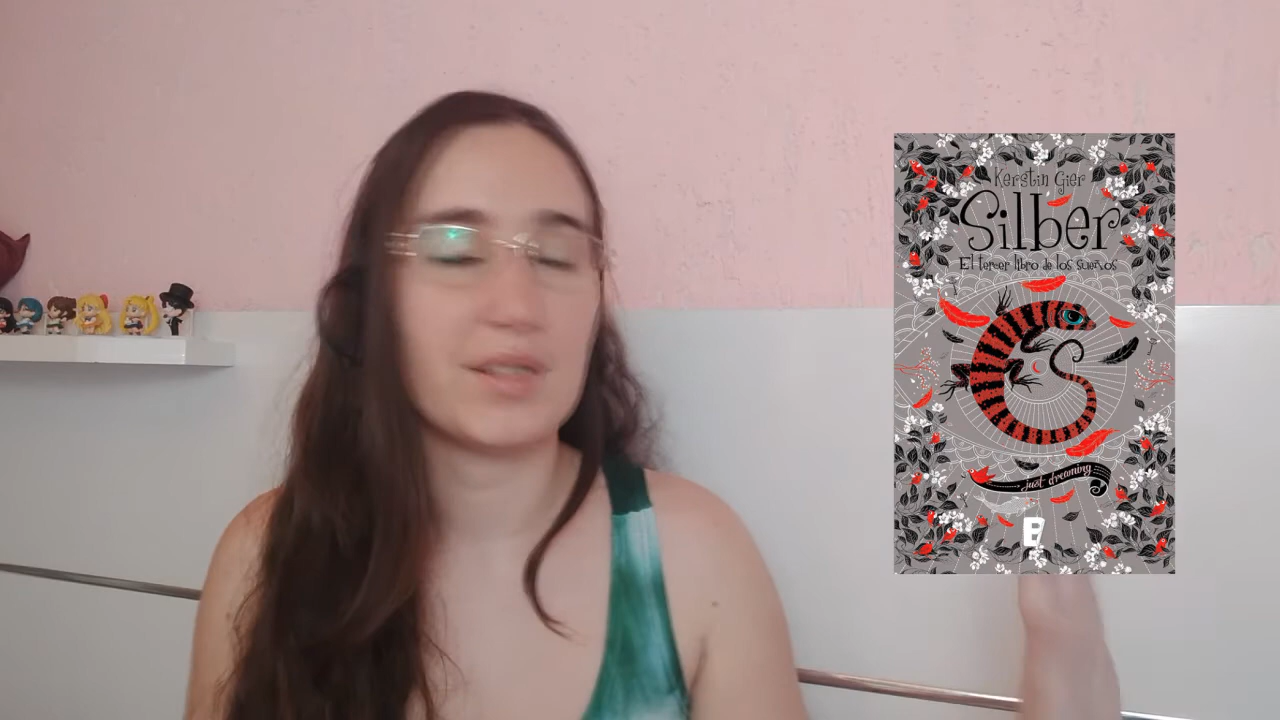 Kerstin Gier
Silber
El tercer libro de los sueños
just dreaming
B